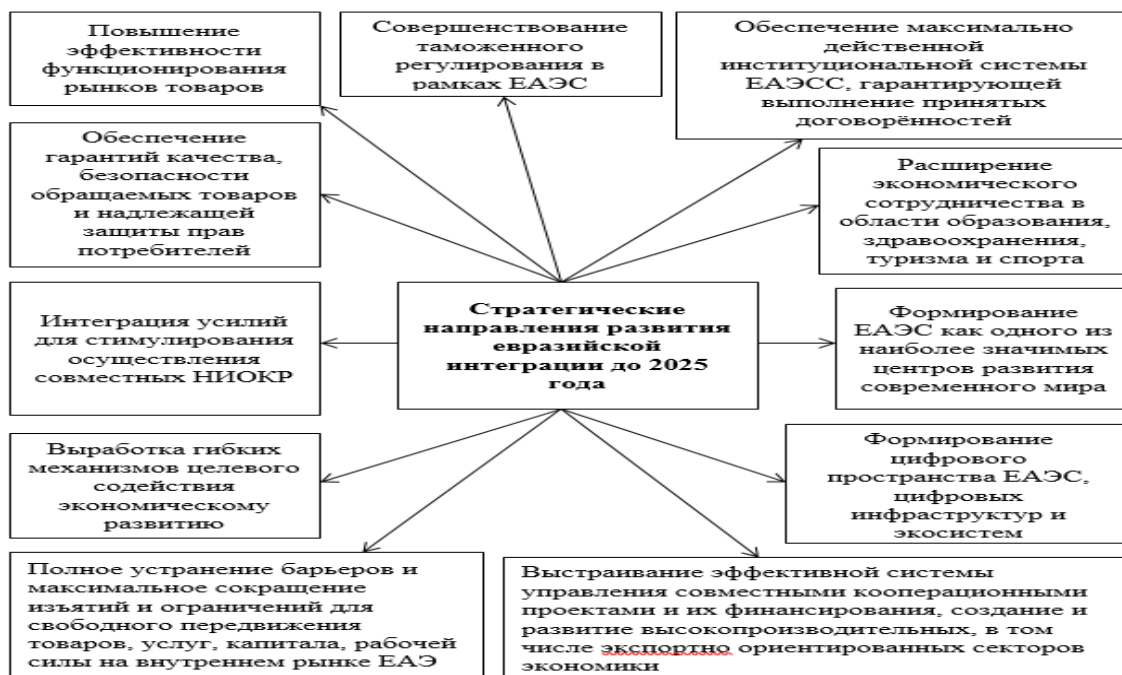 Повышение
эффективности
функционирования
рынков товаров
Совершенствование
таможенного
регулирования в
рамках ЕАЭС
Обеспечение максимально
действенной
институциональной системы
ЕАЭСС, гарантирующей
выполнение принятых
договорённостей
Обеспечение
гарантий качества,
безопасности
обращаемых товаров
и надлежащей
защиты прав
потребителей
Расширение
экономического
сотрудничества в
области образования,
здравоохранения,
туризма и спорта
Интеграция усилий
для стимулирования
осуществления
совместных НИОКР
Стратегические
направления развития
евразийской
интеграции до 2025
года
Формирование
ЕАЭС как одного из
наиболее значимых
центров развития
современного мира
Выработка гибких
механизмов целевого
содействия
экономическому
развитию
Формирование
цифрового
пространства ЕАЭС,
цифровых
инфраструктур и
экосистем
Полное устранение барьеров и
максимальное сокращение
изъятий и ограничений для
свободного передвижения
товаров, услуг, капитала, рабочей
силы на внутреннем рынке ЕАЭ
Выстраивание эффективной системы
управления совместными кооперационными
проектами и их финансирования, создание и
развитие высокопроизводительных, в том
числе экспортно ориентированных секторов
экономики